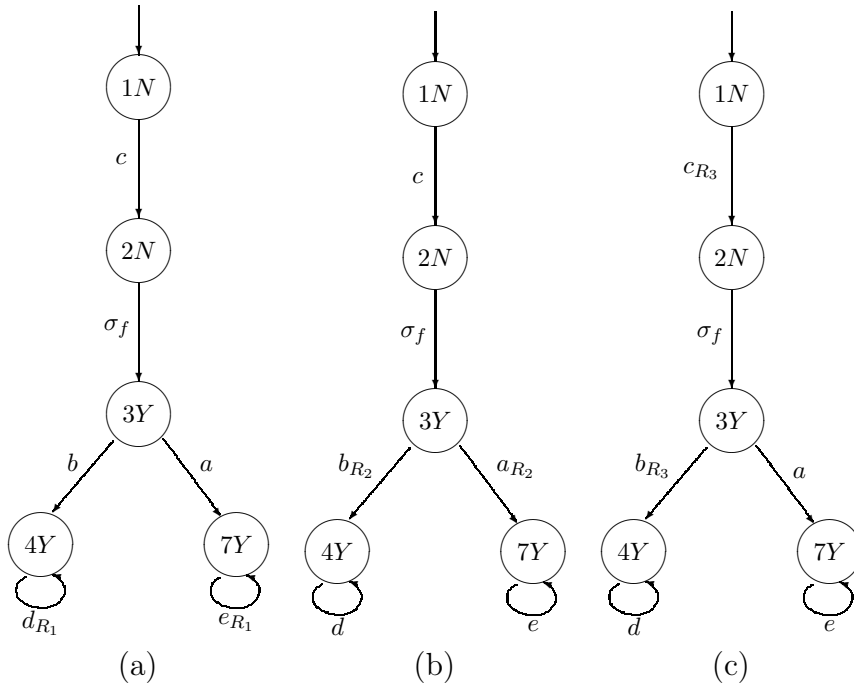 1N 1N 1N
c c c_{R_3}
2N 2N 2N
σ_f σ_f σ_f
3Y 3Y 3Y
b a b_{R_2} a_{R_2} b_{R_3} a
4Y 7Y 4Y 7Y 4Y 7Y
d_{R_1} e_{R_1} d e d e
(a) (b) (c)